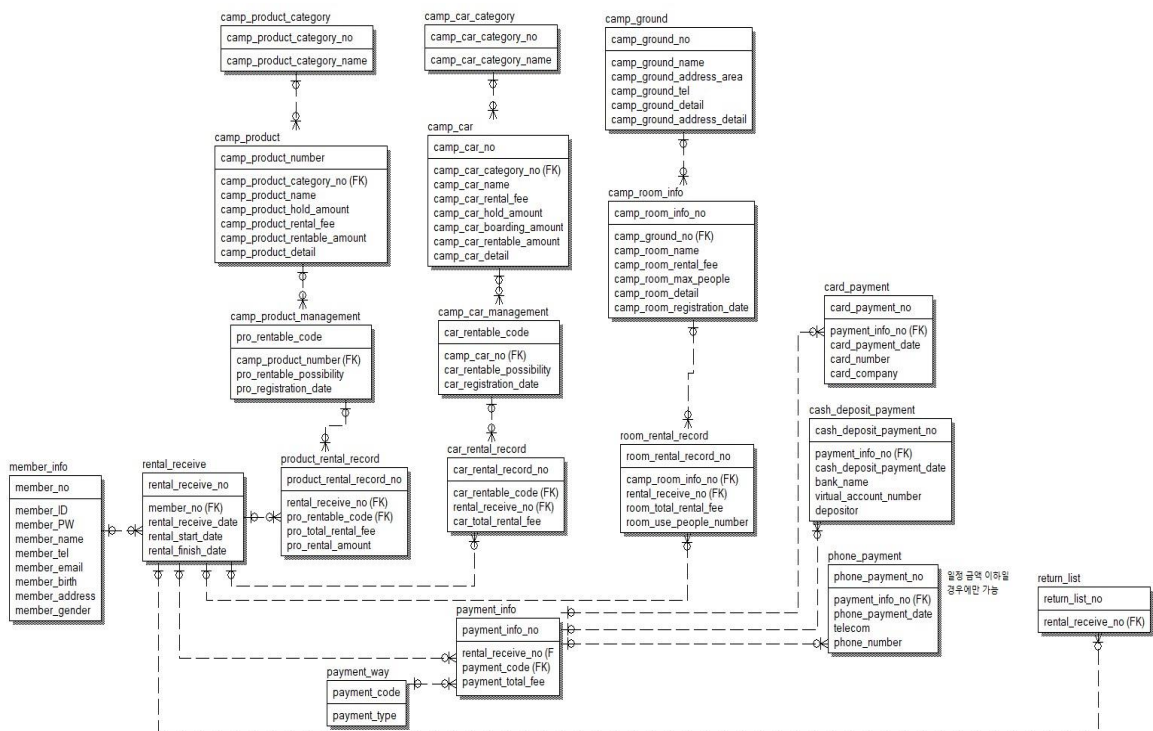 camp_product_category
camp_product_category_no
camp_product_category_name
camp_car_category
camp_car_category_no
camp_car_category_name
camp_ground
camp_ground_no
camp_ground_name
camp_ground_address_area
camp_ground_tel
camp_ground_detail
camp_ground_address_detail
camp_product
camp_product_number
camp_product_category_no (FK)
camp_product_name
camp_product_hold_amount
camp_product_rental_fee
camp_product_rentable_amount
camp_product_detail
camp_car
camp_car_no
camp_car_category_no (FK)
camp_car_name
camp_car_rental_fee
camp_car_hold_amount
camp_car_boarding_amount
camp_car_rentable_amount
camp_car_detail
camp_room_info
camp_room_info_no
camp_ground_no (FK)
camp_room_name
camp_room_rental_fee
camp_room_max_people
camp_room_detail
camp_room_registration_date
card_payment
card_payment_no
payment_info_no (FK)
card_payment_date
card_number
card_company
camp_product_management
pro_rentable_code
camp_product_number (FK)
pro_rentable_possibility
pro_registration_date
camp_car_management
car_rentable_code
camp_car_no (FK)
car_rentable_possibility
car_registration_date
cash_deposit_payment
cash_deposit_payment_no
payment_info_no (FK)
cash_deposit_payment_date
bank_name
virtual_account_number
depositor
member_info
member_no
member_ID
member_PW
member_name
member_tel
member_email
member_birth
member_address
member_gender
rental_receive
rental_receive_no
member_no (FK)
rental_receive_date
rental_start_date
rental_finish_date
product_rental_record
product_rental_record_no
rental_receive_no (FK)
pro_rentable_code (FK)
pro_total_rental_fee
pro_rental_amount
car_rental_record
car_rental_record_no
car_rentable_code (FK)
rental_receive_no (FK)
car_total_rental_fee
room_rental_record
room_rental_record_no
camp_room_info_no (FK)
rental_receive_no (FK)
room_total_rental_fee
room_use_people_number
phone_payment
phone_payment_no
payment_info_no (FK)
phone_payment_date
telecom
phone_number
일정 금액 이하일
경우에만 가능
return_list
return_list_no
rental_receive_no (FK)
payment_info
payment_info_no
rental_receive_no (F
payment_code (FK)
payment_total_fee
payment_way
payment_code
payment_type